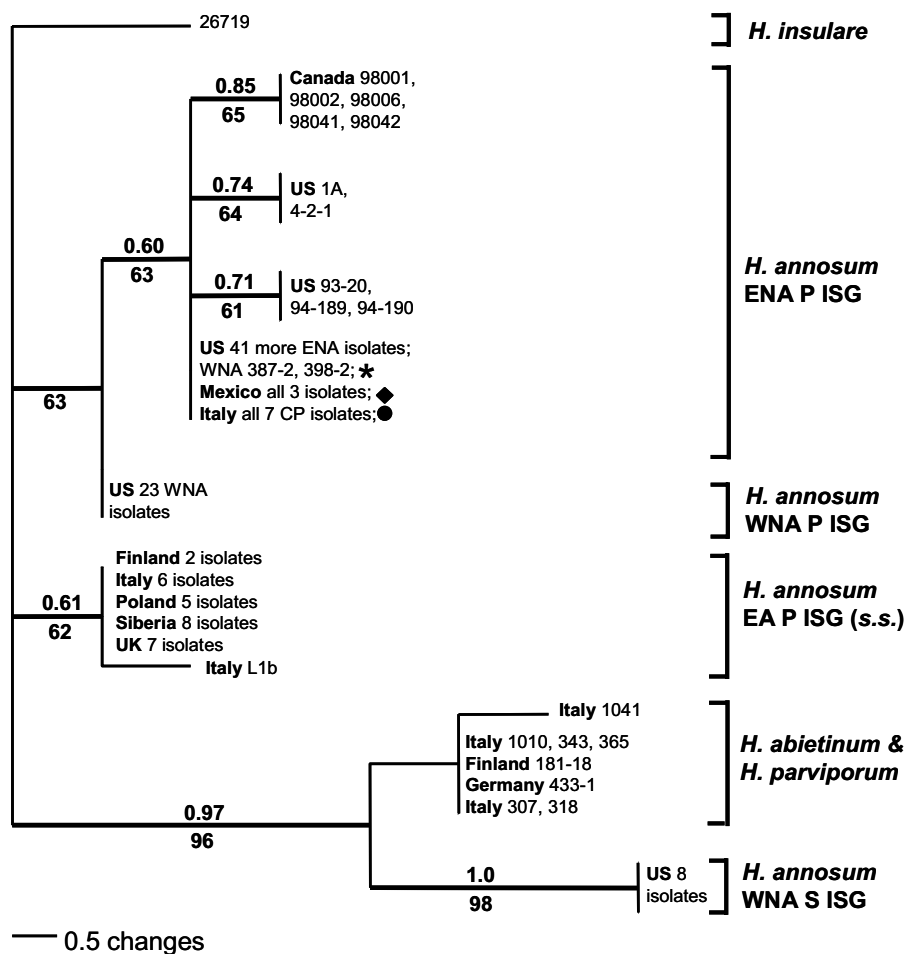 26719
H. insulare
0.85
65
Canada 98001,
98002, 98006,
98041, 98042
0.74
64
US 1A,
4-2-1
0.60
63
0.71
61
US 93-20,
94-189, 94-190
H. annosum
ENA P ISG
US 41 more ENA isolates;
WNA 387-2, 398-2;*
Mexico all 3 isolates;◆
Italy all 7 CP isolates;●
63
US 23 WNA
isolates
H. annosum
WNA P ISG
Finland 2 isolates
Italy 6 isolates
Poland 5 isolates
Siberia 8 isolates
UK 7 isolates
0.61
62
Italy L1b
H. annosum
EA P ISG (s.s.)
Italy 1041
Italy 1010, 343, 365
Finland 181-18
Germany 433-1
Italy 307, 318
H. abietinum &
H. parviporum
0.97
96
1.0
98
US 8
isolates
H. annosum
WNA S ISG
0.5 changes